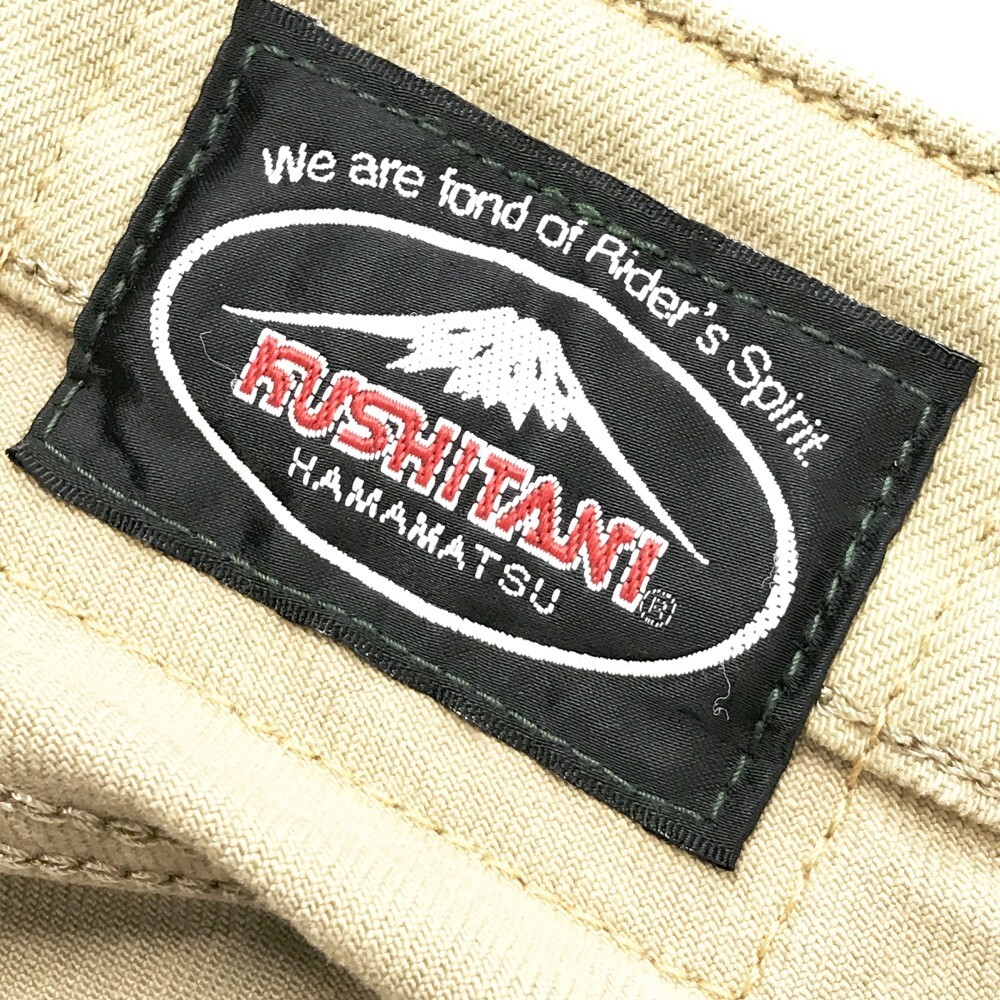 We are fond of Rider's Spirit.
KUSHITANI®
HAMAMATSU